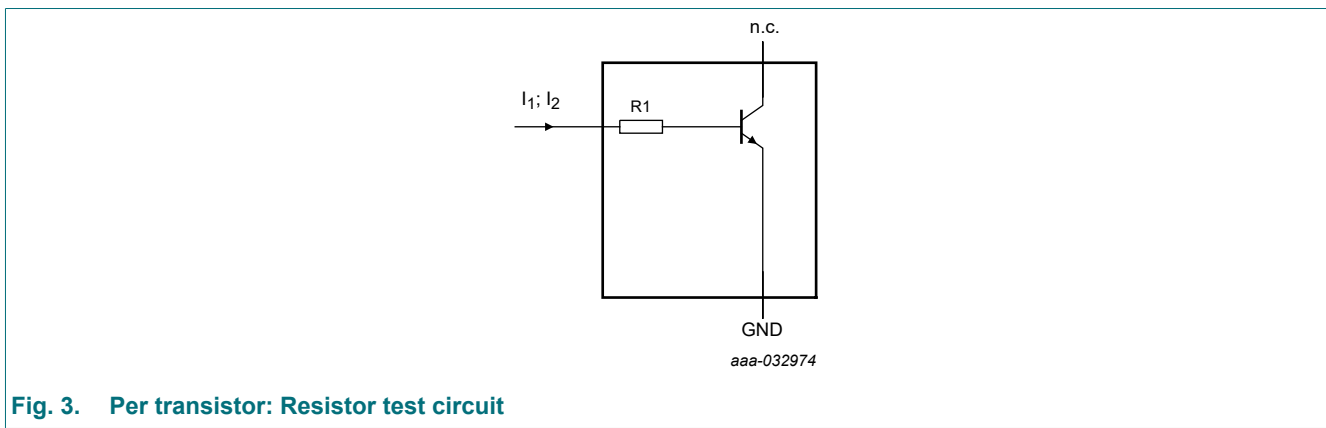 n.c.
I1; I2
R1
GND
aaa-032974
Fig. 3. Per transistor: Resistor test circuit